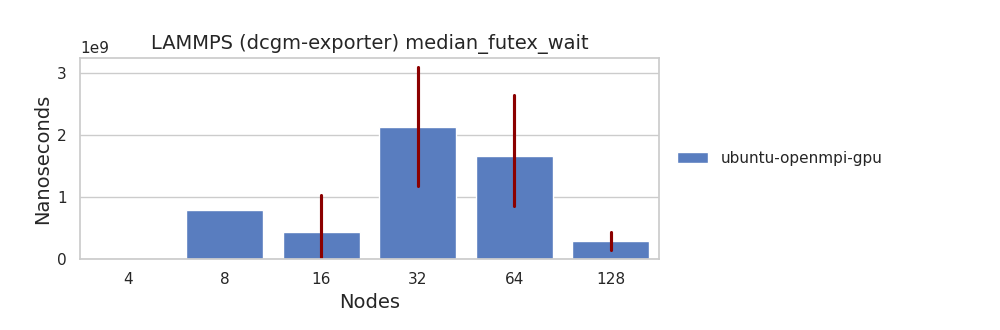 LAMMPS (dcgm-exporter) median_futex_wait
1e9
3
2
1
0
Nanoseconds
4 8 16 32 64 128
Nodes
ubuntu-openmpi-gpu